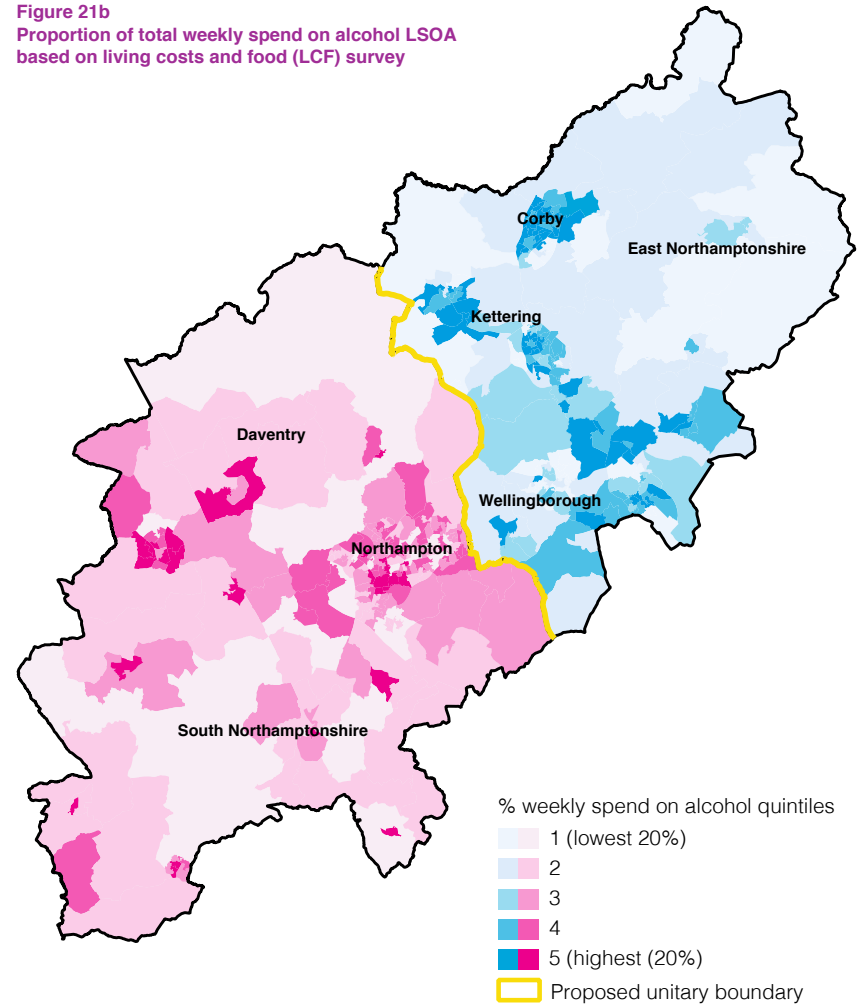 Figure 21b
Proportion of total weekly spend on alcohol LSOA
based on living costs and food (LCF) survey
Corby
East Northamptonshire
Kettering
Daventry
Wellingborough
Northampton
South Northamptonshire
% weekly spend on alcohol quintiles
1 (lowest 20%)
2
3
4
5 (highest (20%)
Proposed unitary boundary